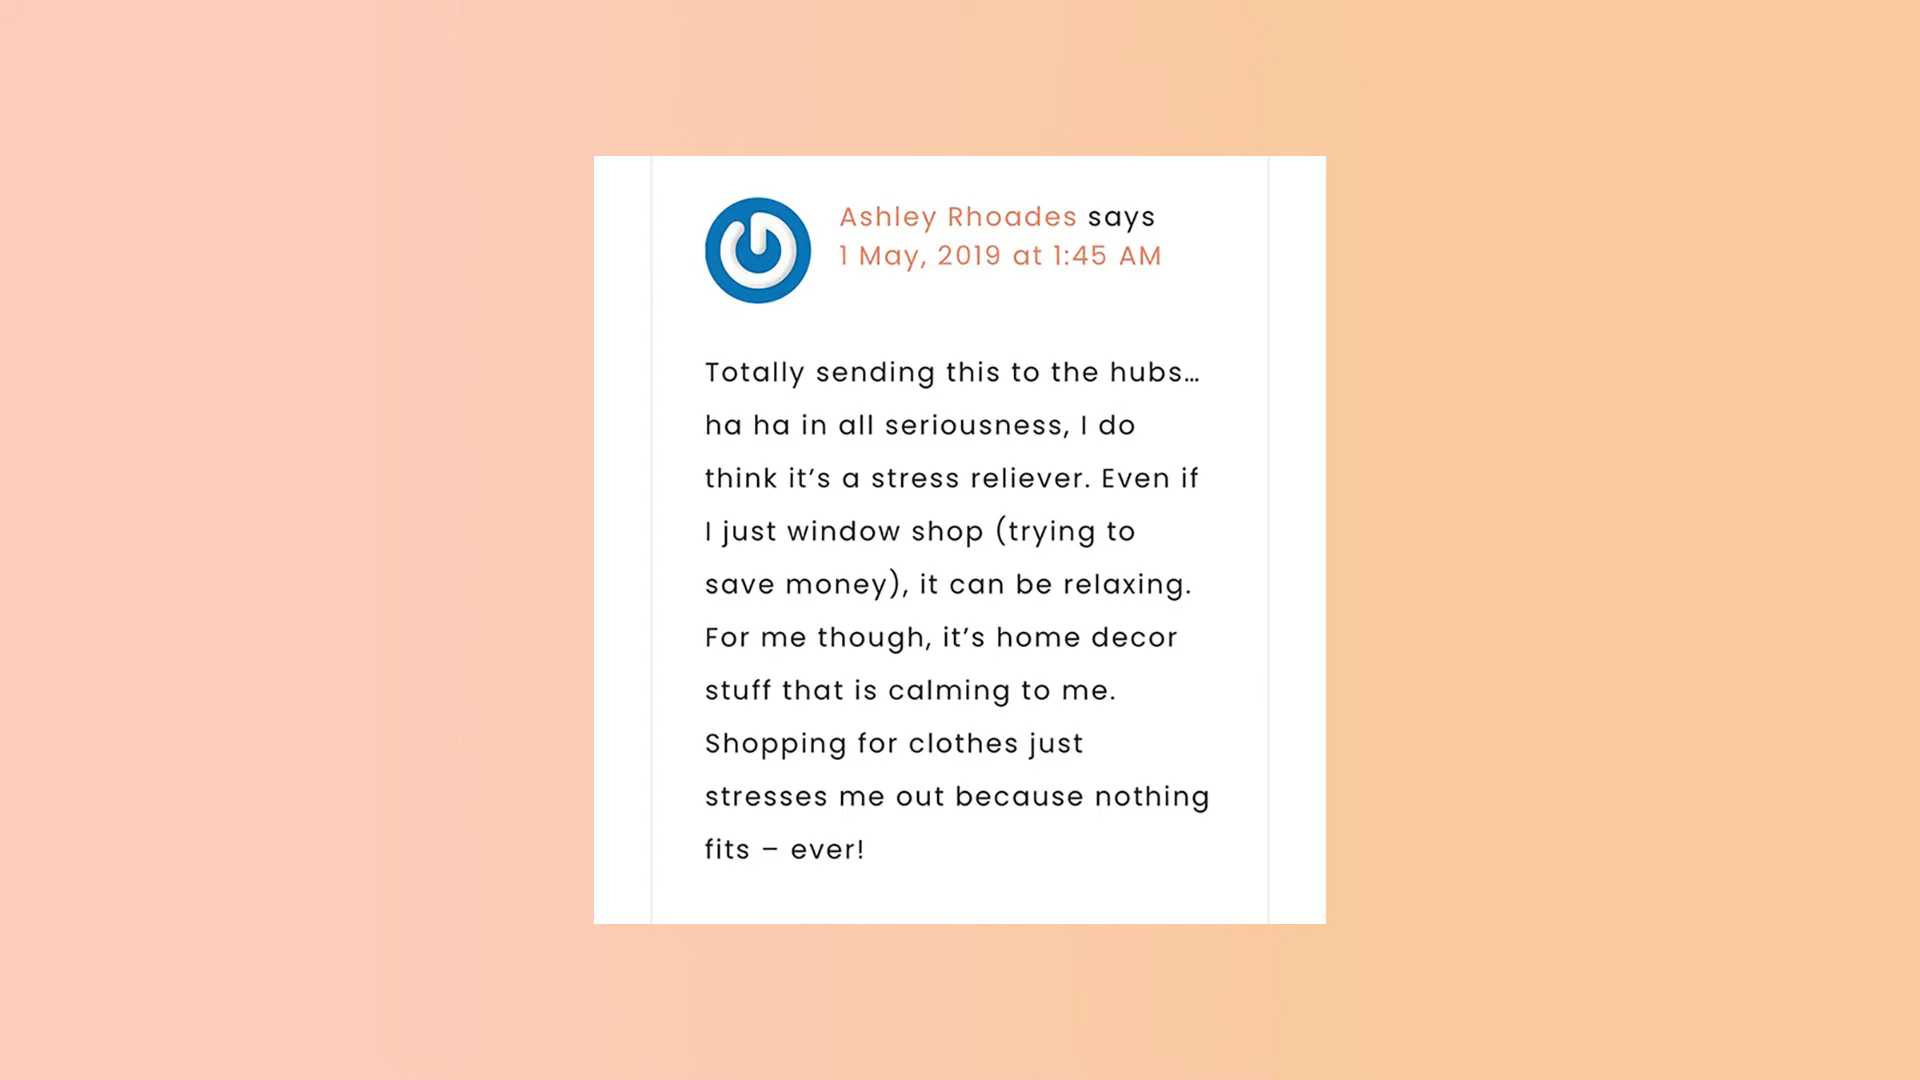 Ashley Rhoades says
1 May, 2019 at 1:45 AM
Totally sending this to the hubs…
ha ha in all seriousness, I do
think it’s a stress reliever. Even if
I just window shop (trying to
save money), it can be relaxing.
For me though, it’s home decor
stuff that is calming to me.
Shopping for clothes just
stresses me out because nothing
fits – ever!